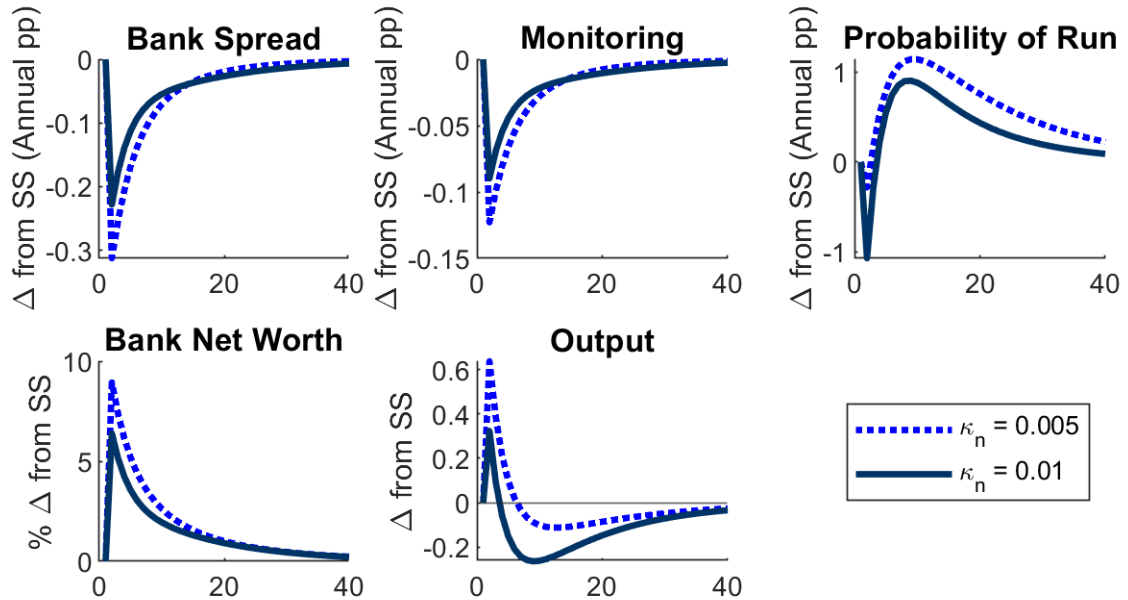 Bank Spread
Δ from SS (Annual pp)
0
-0.1
-0.2
-0.3
0
20
40
Monitoring
Δ from SS (Annual pp)
0
-0.05
-0.1
-0.15
0
20
40
Probability of Run
Δ from SS (Annual pp)
1
0
-1
0
20
40
Bank Net Worth
% Δ from SS
10
5
0
0
20
40
Output
Δ from SS
0.6
0.4
0.2
0
-0.2
0
20
40
κn = 0.005
κn = 0.01